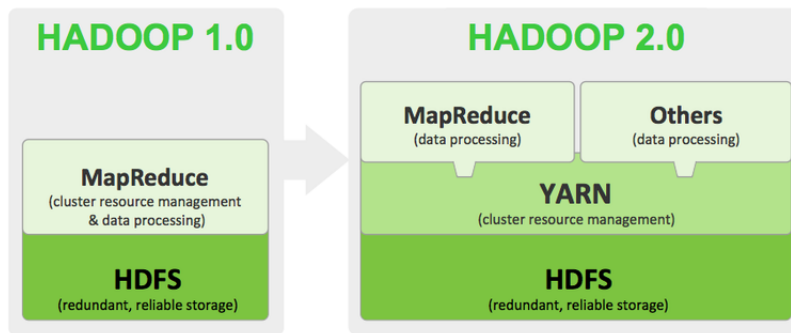 HADOOP 1.0
MapReduce
(cluster resource management
& data processing)
HDFS
(redundant, reliable storage)
HADOOP 2.0
MapReduce
(data processing)
Others
(data processing)
YARN
(cluster resource management)
HDFS
(redundant, reliable storage)